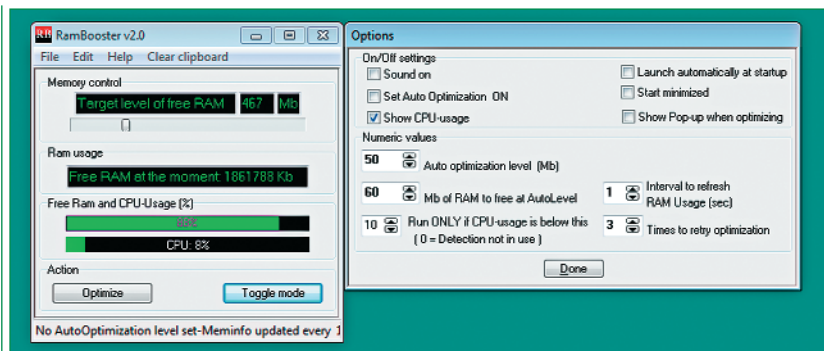 RB RamBooster v2.0
File Edit Help Clear clipboard
Memory control
Terget level of free RAM 467 Mb
Ram usage
Free RAM at the moment: 1861788 Kb
Free Ram and CPU-Usage (%)
CPU: 8%
Action
Optimize Toggle mode
No AutoOptimization level set-Meminfo updated every 1
Options
On/Off settings
Sound on
Launch automatically at startup
Set Auto Optimization ON
Start minimized
Show CPU-usage
Show Pop-up when optimizing
Numeric values
50 Auto optimization level (Mb)
60 Mb of RAM to free at AutoLevel
1 Interval to refresh
RAM Usage (sec)
10 Run ONLY if CPU-usage is below this
( 0 = Detection not in use )
3 Times to retry optimization
Done